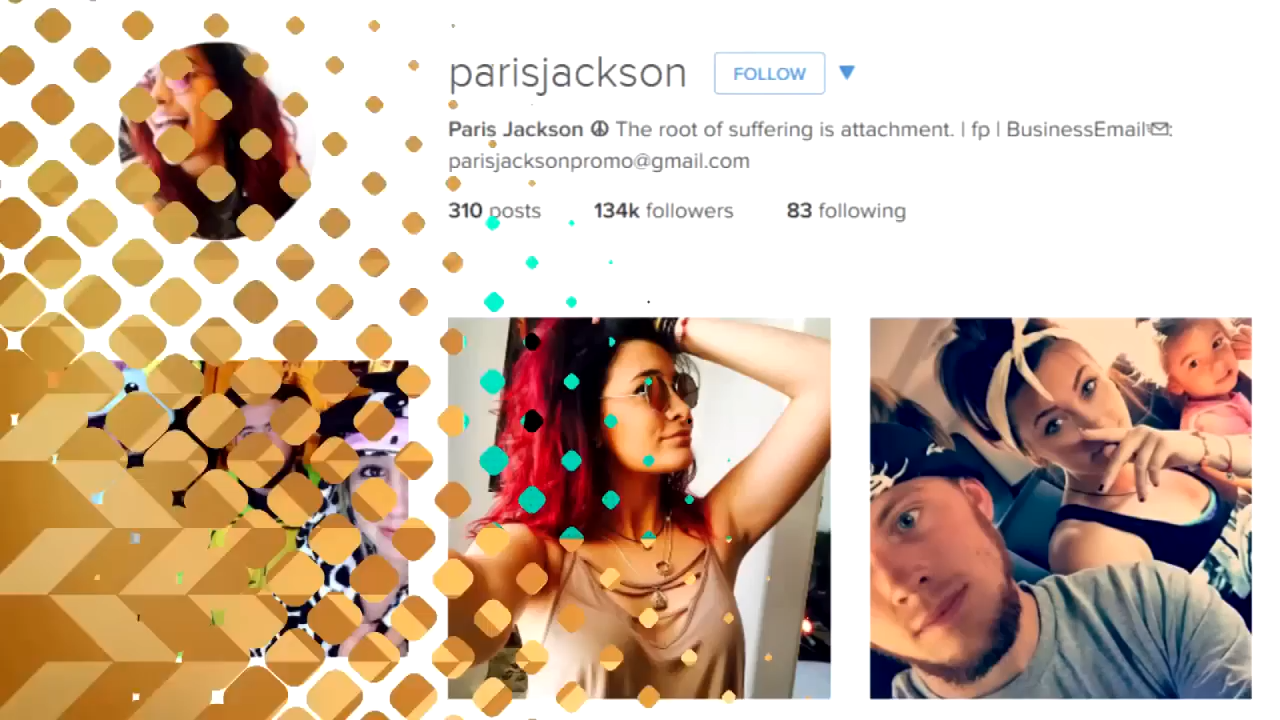 parisjackson FOLLOW ▼
Paris Jackson ☮ The root of suffering is attachment. | fp | BusinessEmail✉:
parisjacksonpromo@gmail.com
310 posts 134k followers 83 following